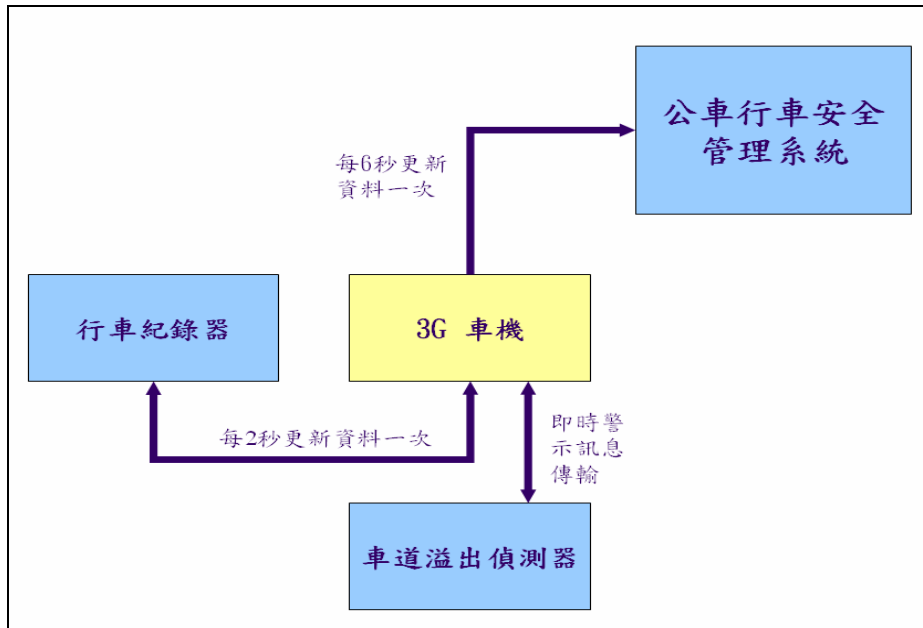 公車行車安全
管理系統
每6秒更新
資料一次
行車紀錄器
3G 車機
每2秒更新資料一次
即時警
示訊息
傳輸
車道溢出偵測器